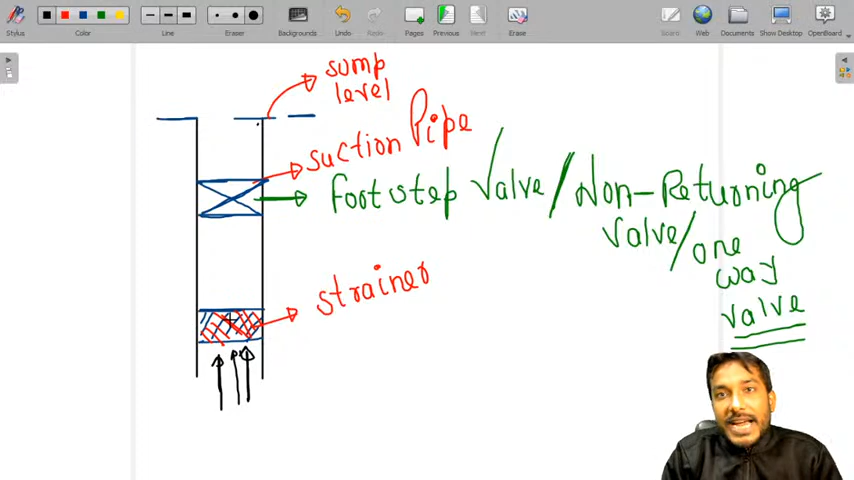 Stylus
Color
Line
Eraser
Backgrounds
Undo
Redo
Pages
Previous
Next
Erase
Board
Web
Documents
Show Desktop
OpenBoard
sump
level
suction Pipe
Foot step Valve/Non-Returning
Valve/one
way
valve
strainer